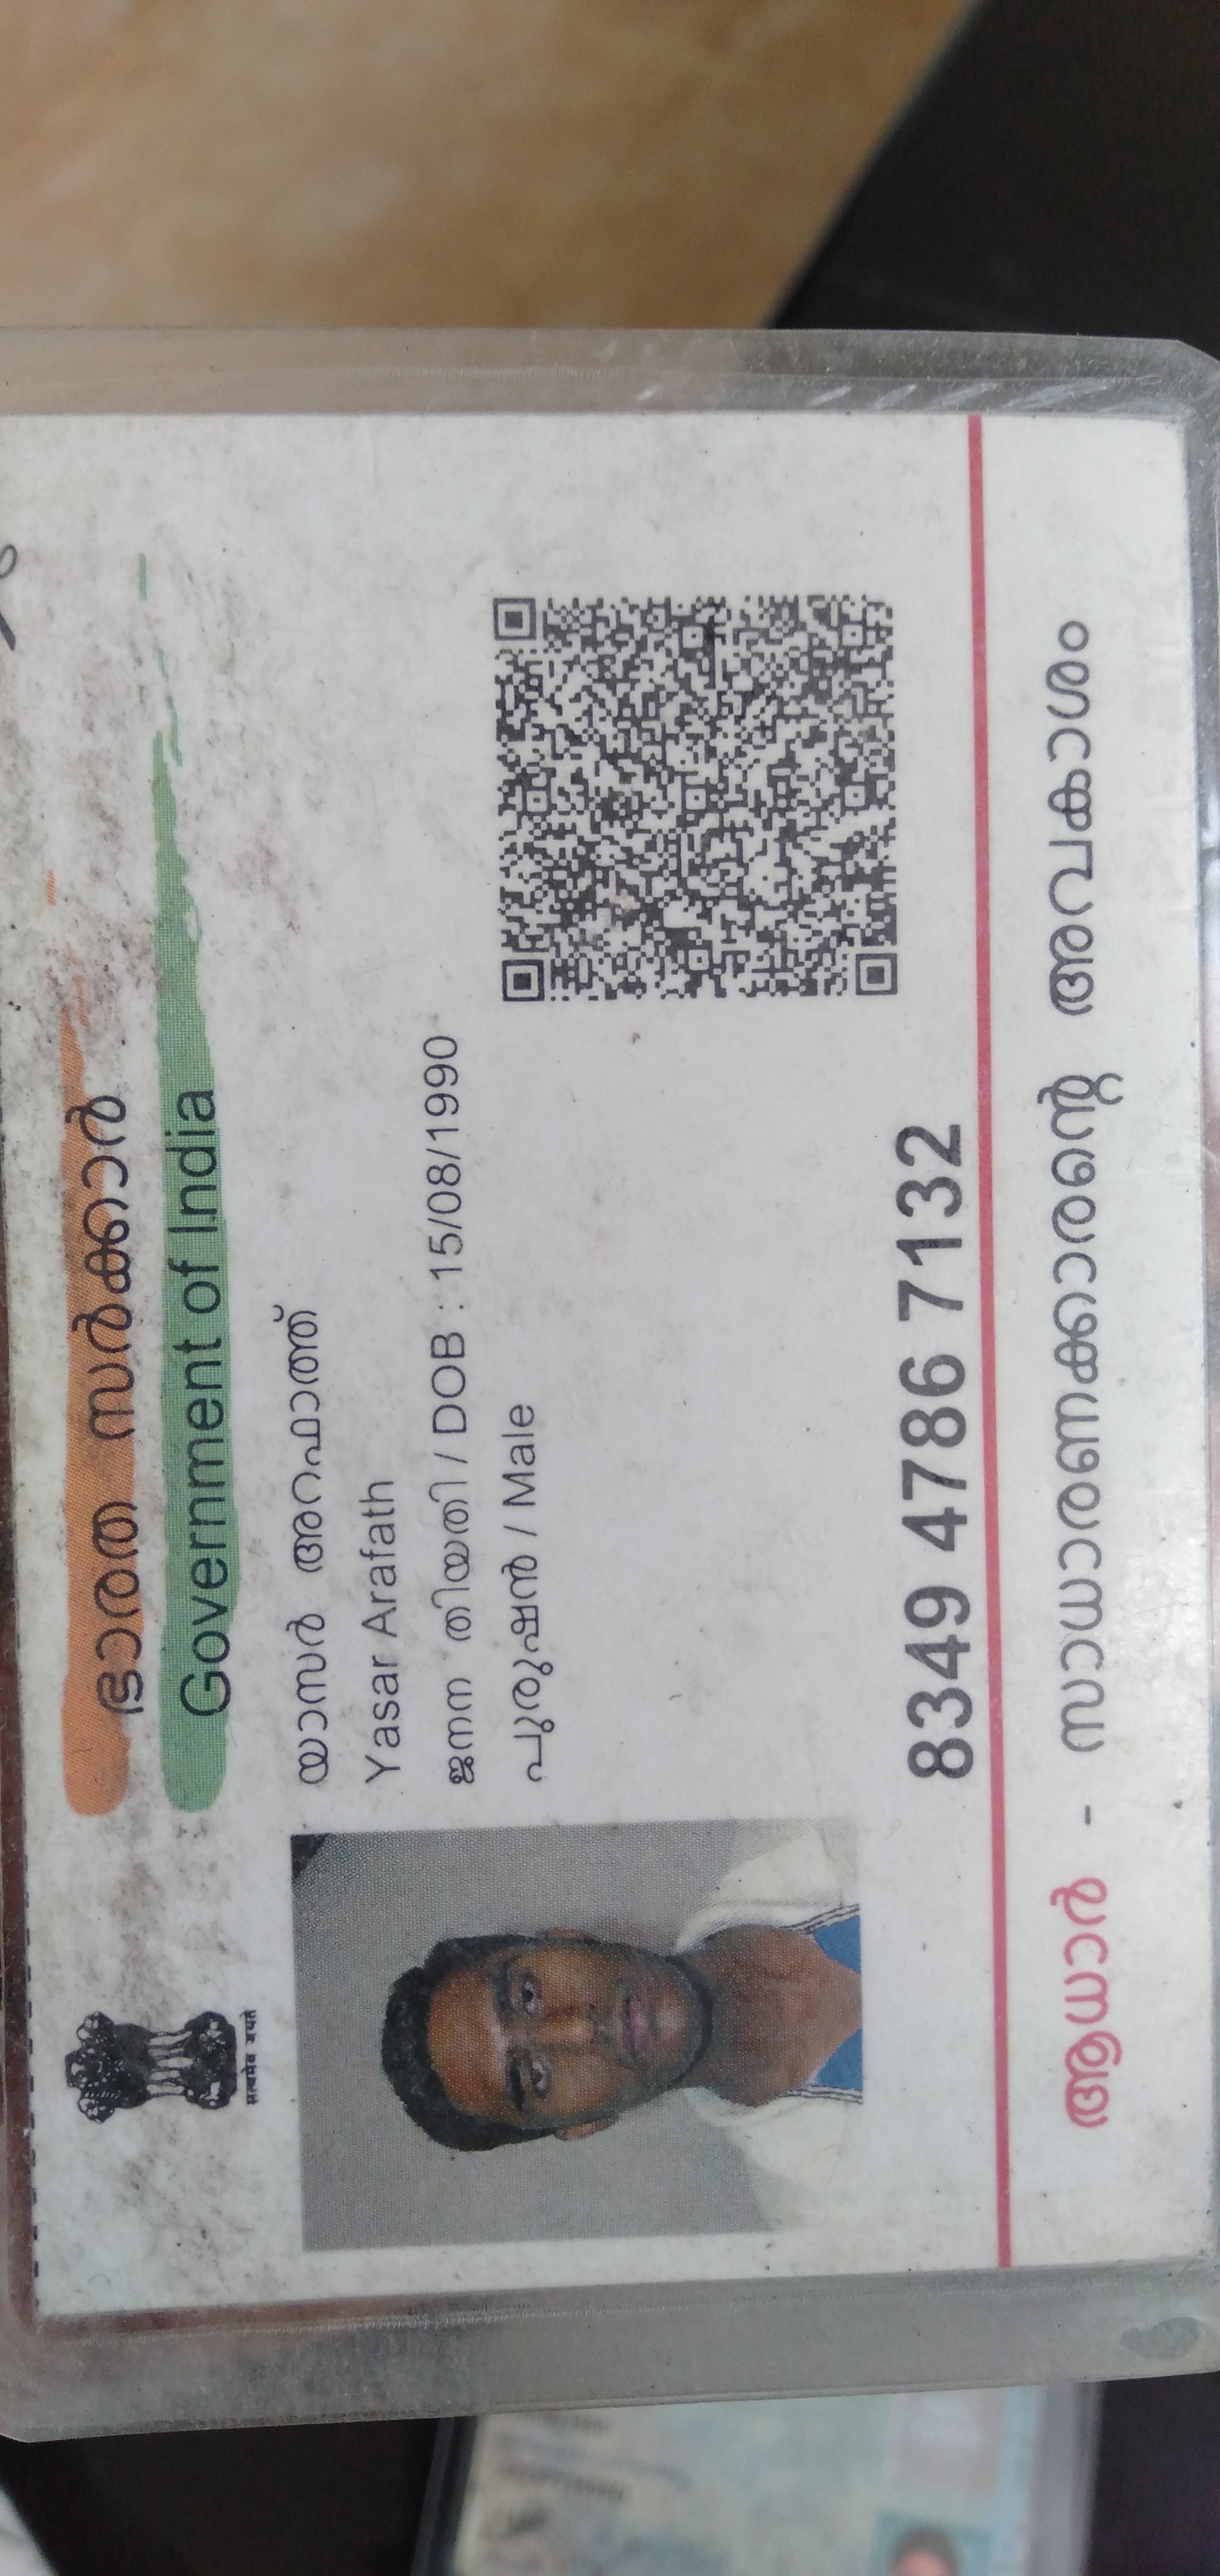 ഭാരത സർക്കാർ
Government of India
सत्यमेव जयते
യാസർ അറഫാത്ത്
Yasar Arafath
ജനന തിയതി / DOB : 15/08/1990
പുരുഷൻ / Male
8349 4786 7132
ആധാർ - സാധാരണക്കാരന്റെ അവകാശം